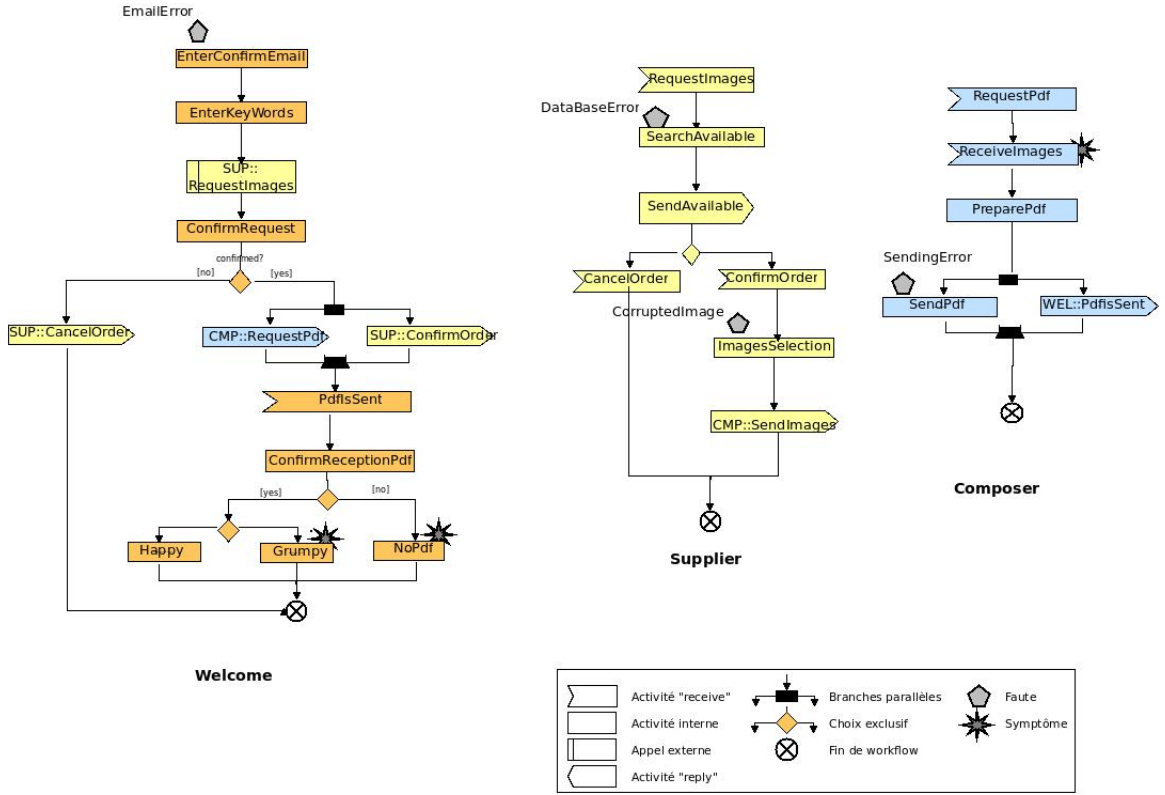 EmailError
EnterConfirmEmail
EnterKeyWords
SUP::
RequestImages
ConfirmRequest
confirmed?
[no]
[yes]
SUP::CancelOrder
CMP::RequestPdf
SUP::ConfirmOrder
PdfIsSent
ConfirmReceptionPdf
[yes]
[no]
Happy
Grumpy
NoPdf
Welcome
RequestImages
DataBaseError
SearchAvailable
SendAvailable
CancelOrder
ConfirmOrder
CorruptedImage
ImagesSelection
CMP::SendImages
Supplier
RequestPdf
ReceiveImages
PreparePdf
SendingError
SendPdf
WEL::PdfisSent
Composer
Activité "receive"
Activité interne
Appel externe
Activité "reply"
Branches parallèles
Choix exclusif
Fin de workflow
Faute
Symptôme